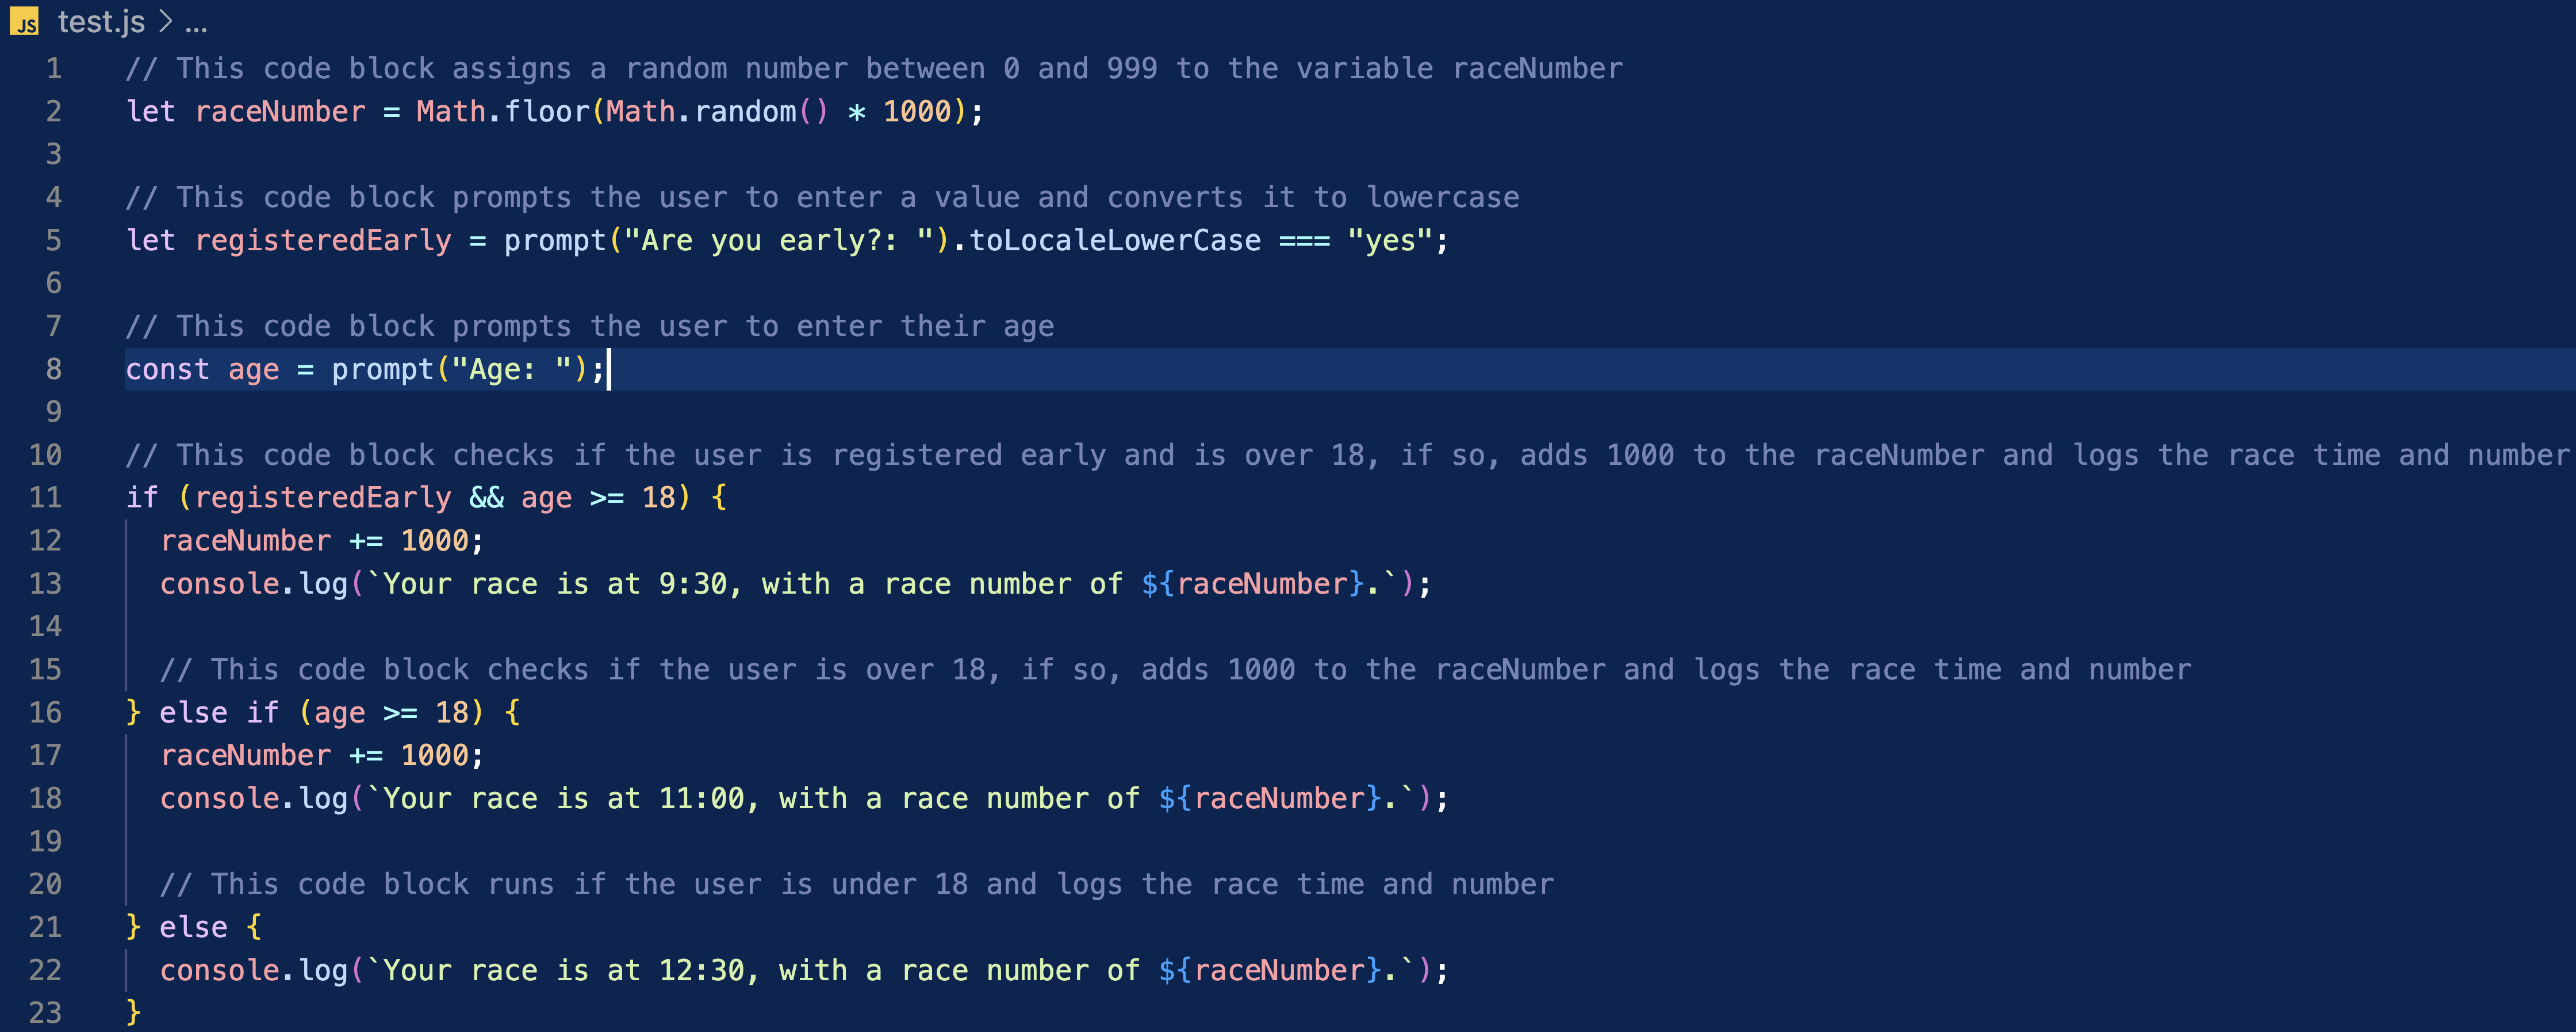 JS test.js > ...
1 // This code block assigns a random number between 0 and 999 to the variable raceNumber
2 let raceNumber = Math.floor(Math.random() * 1000);
3
4 // This code block prompts the user to enter a value and converts it to lowercase
5 let registeredEarly = prompt("Are you early?: ").toLocaleLowerCase === "yes";
6
7 // This code block prompts the user to enter their age
8 const age = prompt("Age: ");
9
10 // This code block checks if the user is registered early and is over 18, if so, adds 1000 to the raceNumber and logs the race time and number
11 if (registeredEarly && age >= 18) {
12   raceNumber += 1000;
13   console.log(`Your race is at 9:30, with a race number of ${raceNumber}.`);
14
15   // This code block checks if the user is over 18, if so, adds 1000 to the raceNumber and logs the race time and number
16 } else if (age >= 18) {
17   raceNumber += 1000;
18   console.log(`Your race is at 11:00, with a race number of ${raceNumber}.`);
19
20   // This code block runs if the user is under 18 and logs the race time and number
21 } else {
22   console.log(`Your race is at 12:30, with a race number of ${raceNumber}.`);
23 }